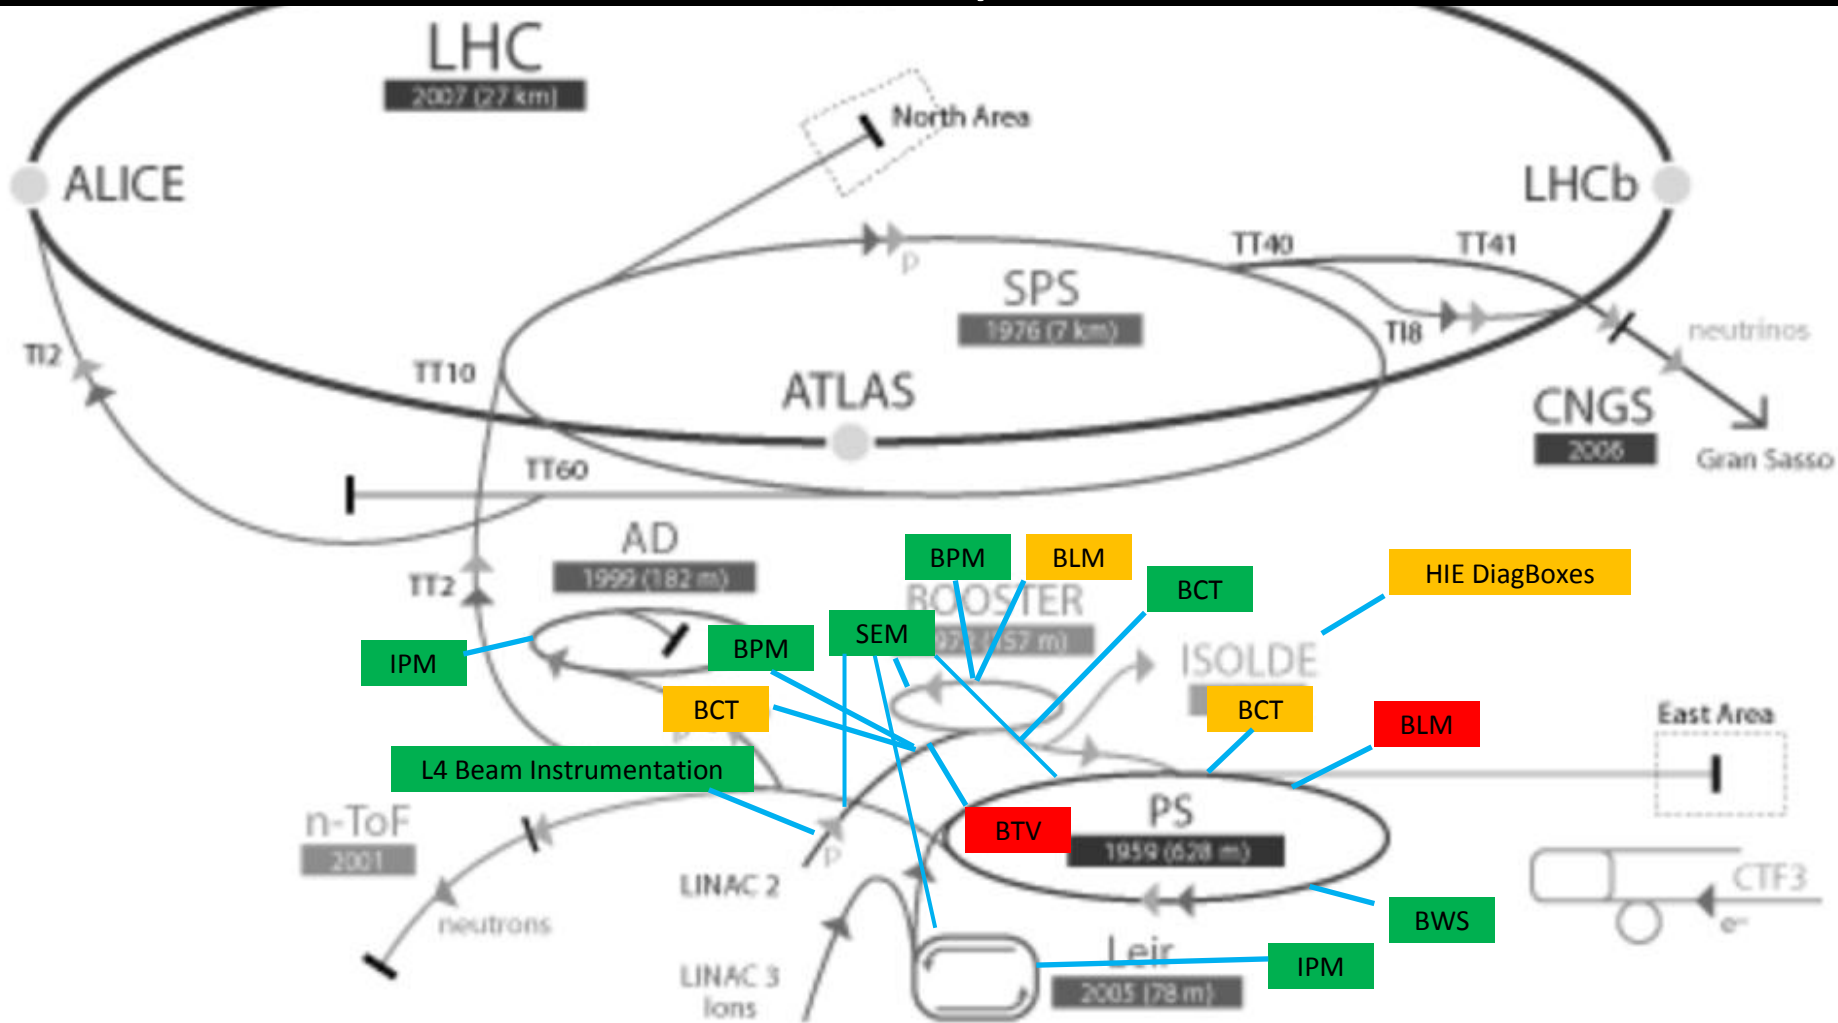 LHC
2007 (27 km)
North Area
ALICE
LHCb
TT40
TT41
p
SPS
1976 (7 km)
TI8
neutrinos
TI2
TT10
ATLAS
CNGS
2006
Gran Sasso
TT60
AD
1999 (182 m)
BPM
BLM
HIE DiagBoxes
TT2
BOOSTER
BCT
SEM
BPM
IPM
ISOLDE
BCT
BCT
BLM
East Area
L4 Beam Instrumentation
n-ToF
2001
PS
BTV
1959 (628 m)
p
LINAC 2
CTF3
neutrons
BWS
e-
Leir
IPM
LINAC 3
Ions
2005 (78 m)